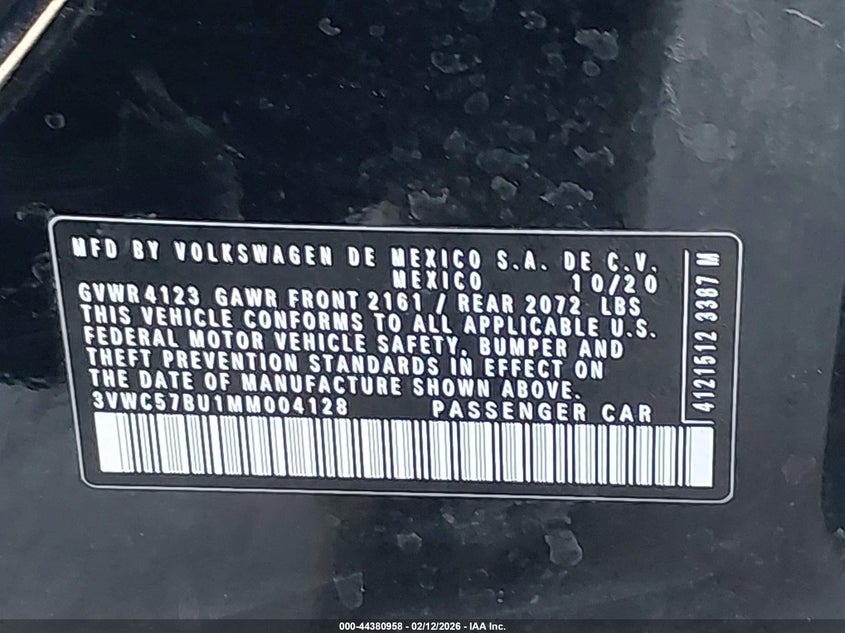 MFD BY VOLKSWAGEN DE MEXICO S.A. DE C.V.
MEXICO 10/20
GVWR 4123 GAWR FRONT 2161 / REAR 2072 LBS
THIS VEHICLE CONFORMS TO ALL APPLICABLE U.S.
FEDERAL MOTOR VEHICLE SAFETY, BUMPER AND
THEFT PREVENTION STANDARDS IN EFFECT ON
THE DATE OF MANUFACTURE SHOWN ABOVE.
3VWC57BU1MM004128 PASSENGER CAR
4121512 3387 M
000-44380958 - 02/12/2026 - IAA Inc.